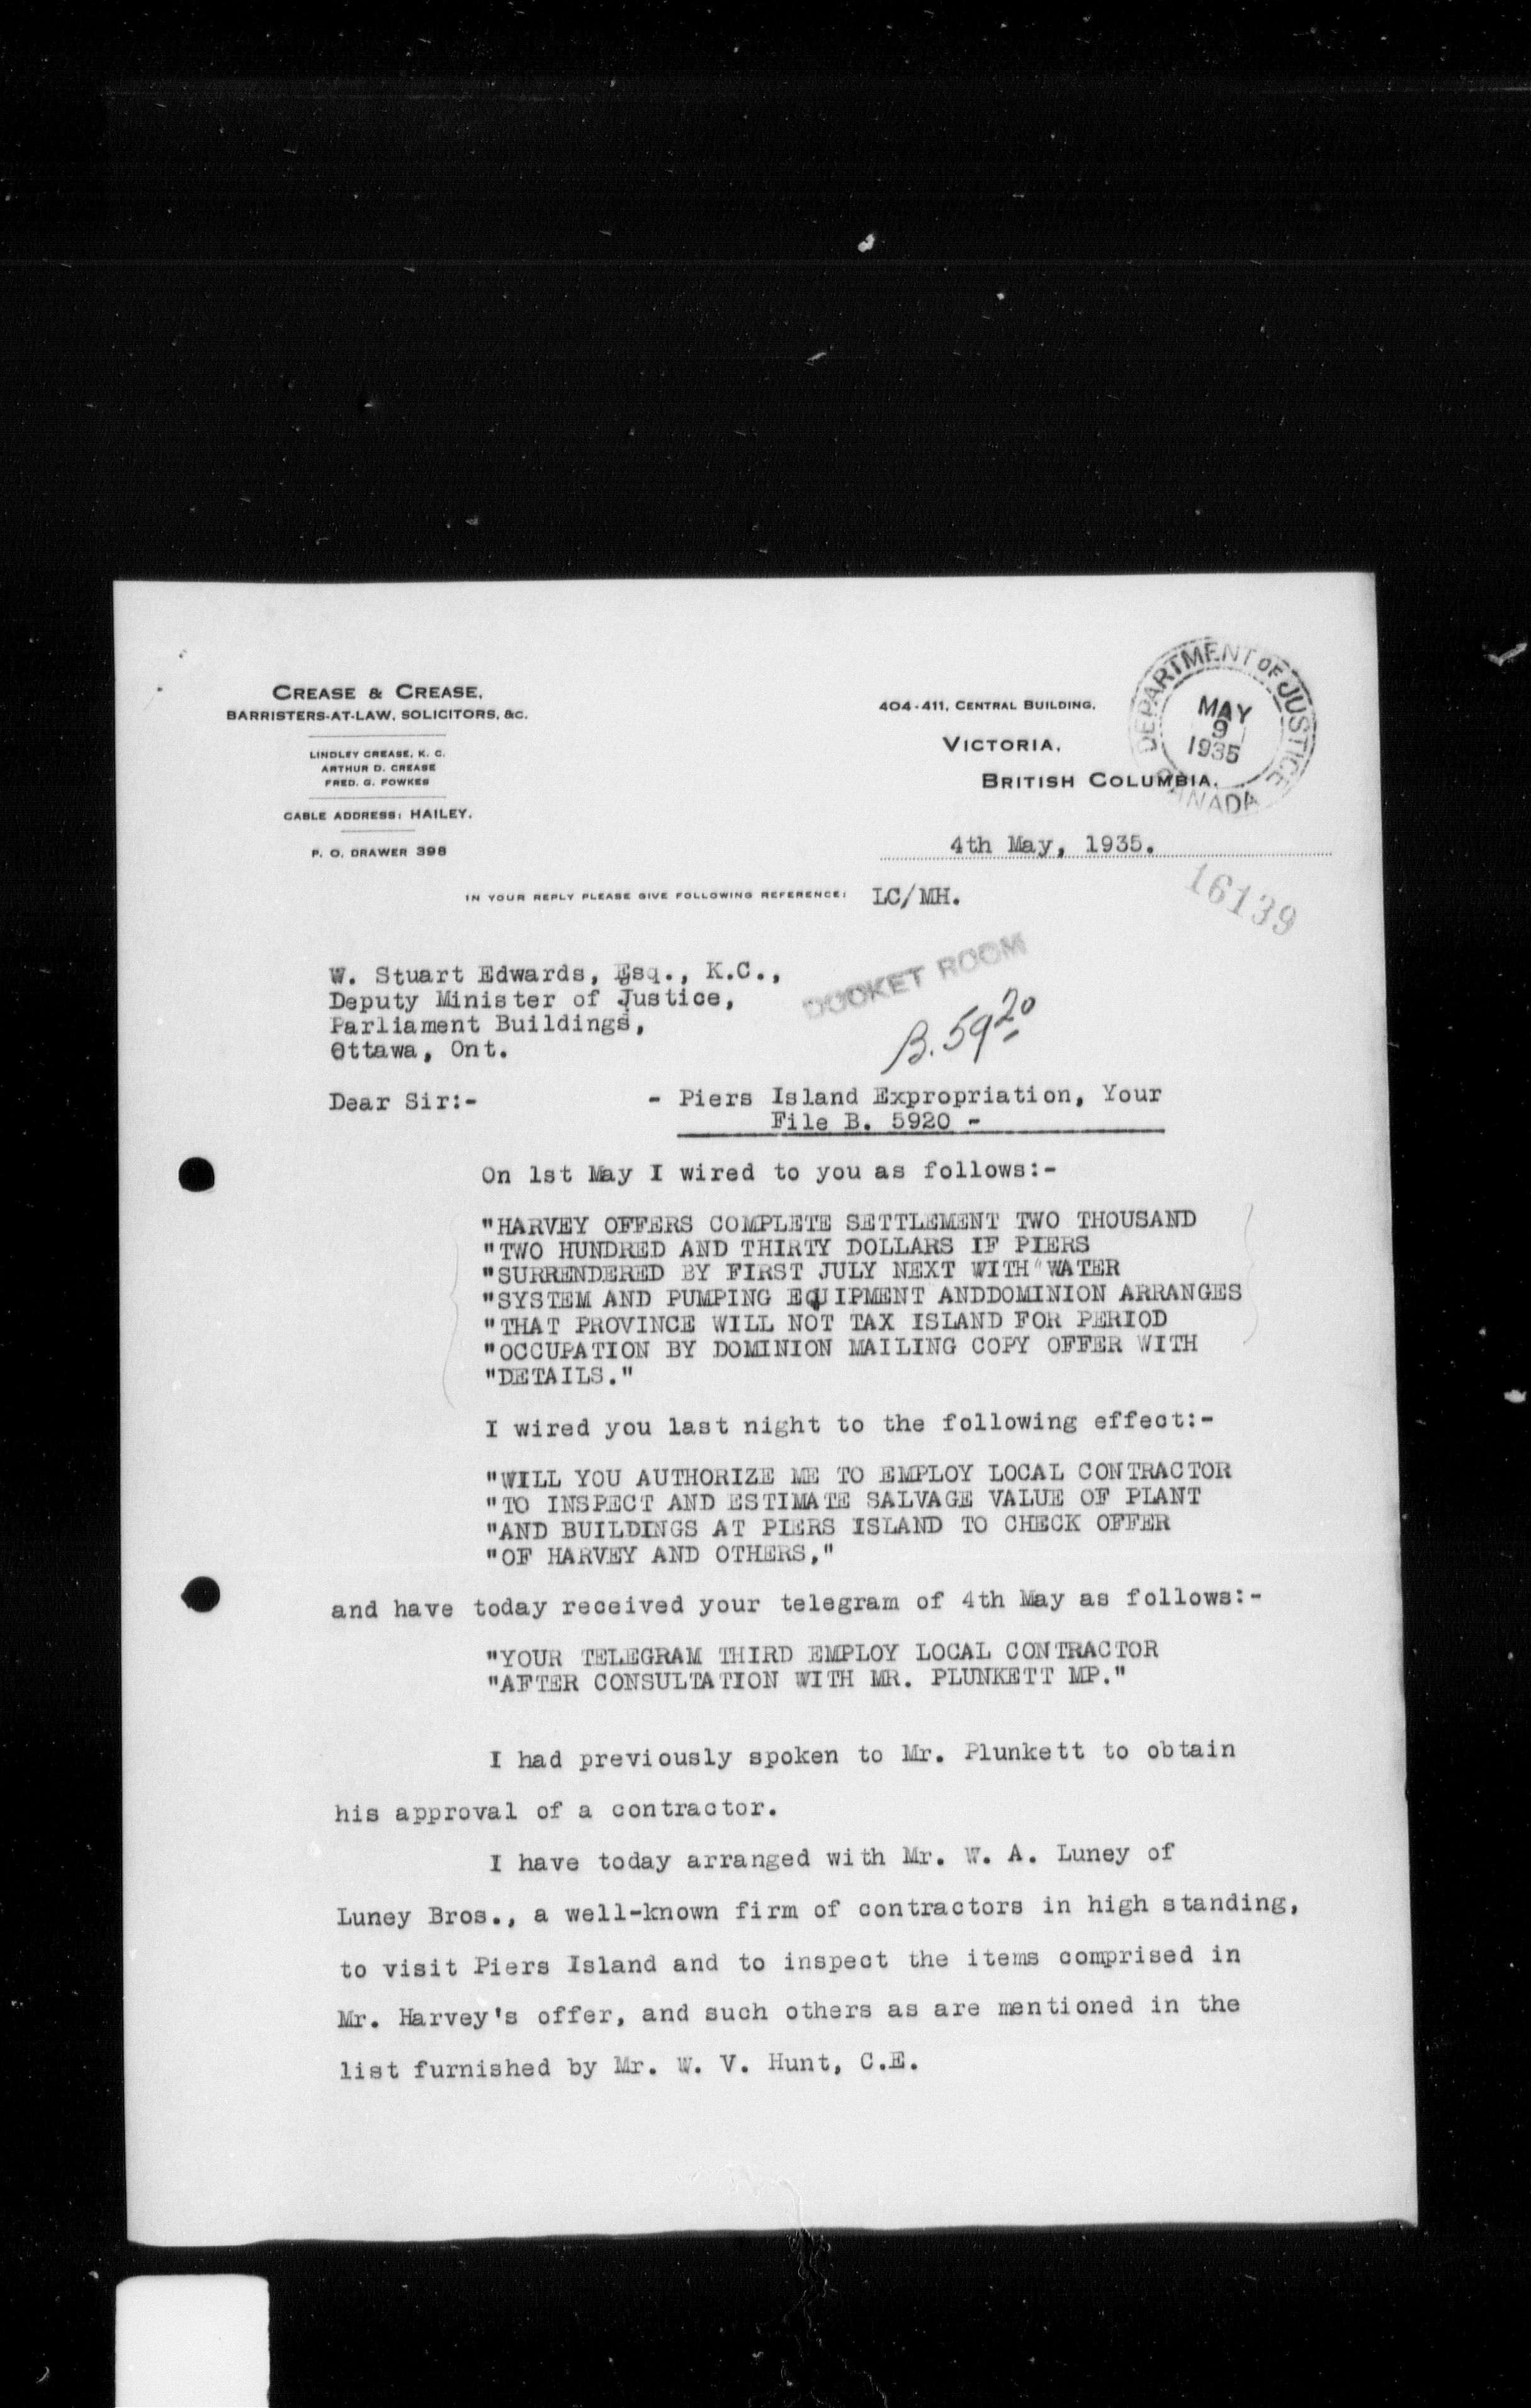 CREASE & CREASE,
BARRISTERS-AT-LAW, SOLICITORS, &C.
LINDLEY CREASE, K. C.
ARTHUR D. CREASE
FRED. G. FOWKES
CABLE ADDRESS: HAILEY.
P. O. DRAWER 398
404-411, CENTRAL BUILDING,
VICTORIA,
BRITISH COLUMBIA.
DEPARTMENT OF JUSTICE
MAY
9
1935
CANADA
4th May, 1935.
16139
IN YOUR REPLY PLEASE GIVE FOLLOWING REFERENCE: LC/MH.
W. Stuart Edwards, Esq., K.C.,
Deputy Minister of Justice,
Parliament Buildings,
Ottawa, Ont.
DOCKET ROOM
B. 5920
Dear Sir:-
- Piers Island Expropriation, Your
File B. 5920 -
On 1st May I wired to you as follows:-
"HARVEY OFFERS COMPLETE SETTLEMENT TWO THOUSAND
"TWO HUNDRED AND THIRTY DOLLARS IF PIERS
"SURRENDERED BY FIRST JULY NEXT WITH"WATER
"SYSTEM AND PUMPING EQUIPMENT ANDDOMINION ARRANGES
"THAT PROVINCE WILL NOT TAX ISLAND FOR PERIOD
"OCCUPATION BY DOMINION MAILING COPY OFFER WITH
"DETAILS."
I wired you last night to the following effect:-
"WILL YOU AUTHORIZE ME TO EMPLOY LOCAL CONTRACTOR
"TO INSPECT AND ESTIMATE SALVAGE VALUE OF PLANT
"AND BUILDINGS AT PIERS ISLAND TO CHECK OFFER
"OF HARVEY AND OTHERS,"
and have today received your telegram of 4th May as follows:-
"YOUR TELEGRAM THIRD EMPLOY LOCAL CONTRACTOR
"AFTER CONSULTATION WITH MR. PLUNKETT MP."
I had previously spoken to Mr. Plunkett to obtain
his approval of a contractor.
I have today arranged with Mr. W. A. Luney of
Luney Bros., a well-known firm of contractors in high standing,
to visit Piers Island and to inspect the items comprised in
Mr. Harvey's offer, and such others as are mentioned in the
list furnished by Mr. W. V. Hunt, C.E.